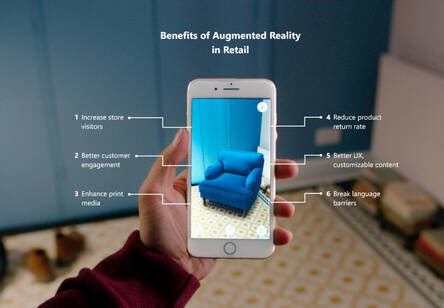 Benefits of Augmented Reality
in Retail
1 Increase store
visitors
2 Better customer
engagement
3 Enhance print
media
4 Reduce product
return rate
5 Better UX,
customizable content
6 Break language
barriers